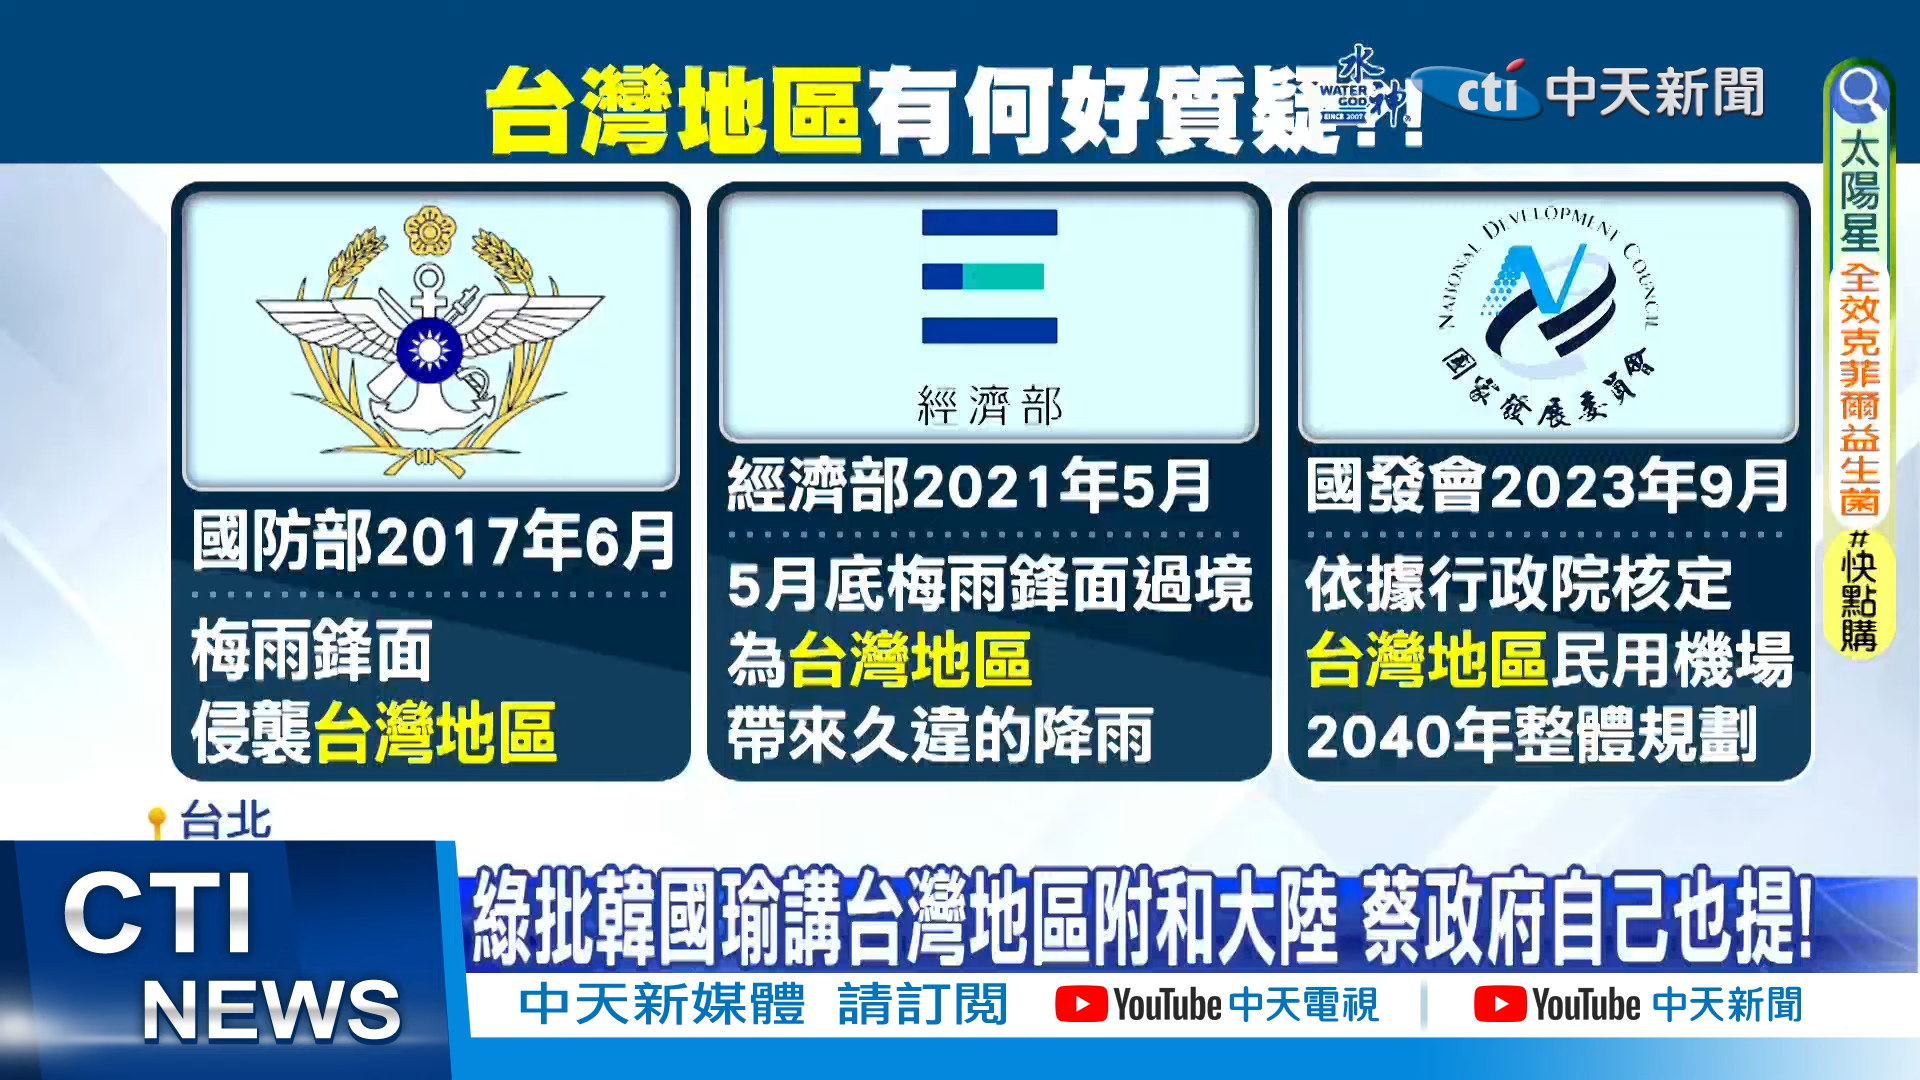 台灣地區有何好質疑?!
水神
WATER GOD
SINCE 2007
cti 中天新聞
太陽星
全效克菲爾益生菌
#快點購
國防部2017年6月
梅雨鋒面
侵襲台灣地區
經濟部
經濟部2021年5月
5月底梅雨鋒面過境
為台灣地區
帶來久違的降雨
NATIONAL DEVELOPMENT COUNCIL
國家發展委員會
國發會2023年9月
依據行政院核定
台灣地區民用機場
2040年整體規劃
台北
CTI NEWS
綠批韓國瑜講台灣地區附和大陸 蔡政府自己也提!
中天新媒體 請訂閱 YouTube 中天電視 | YouTube 中天新聞